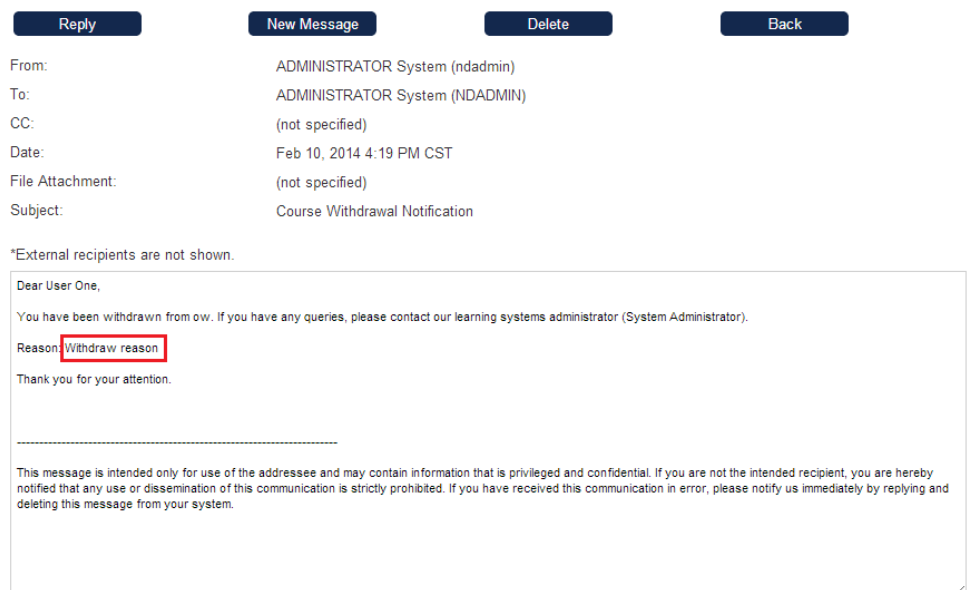 Reply New Message Delete Back
From: ADMINISTRATOR System (ndadmin)
To: ADMINISTRATOR System (NDADMIN)
CC: (not specified)
Date: Feb 10, 2014 4:19 PM CST
File Attachment: (not specified)
Subject: Course Withdrawal Notification
*External recipients are not shown.
Dear User One,
You have been withdrawn from ow. If you have any queries, please contact our learning systems administrator (System Administrator).
Reason: Withdraw reason
Thank you for your attention.
------------------------------------------------------------------------
This message is intended only for use of the addressee and may contain information that is privileged and confidential. If you are not the intended recipient, you are hereby
notified that any use or dissemination of this communication is strictly prohibited. If you have received this communication in error, please notify us immediately by replying and
deleting this message from your system.